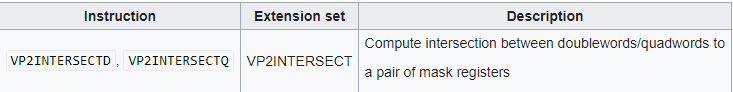 Instruction Extension set Description
VP2INTERSECTD, VP2INTERSECTQ VP2INTERSECT Compute intersection between doublewords/quadwords to
a pair of mask registers